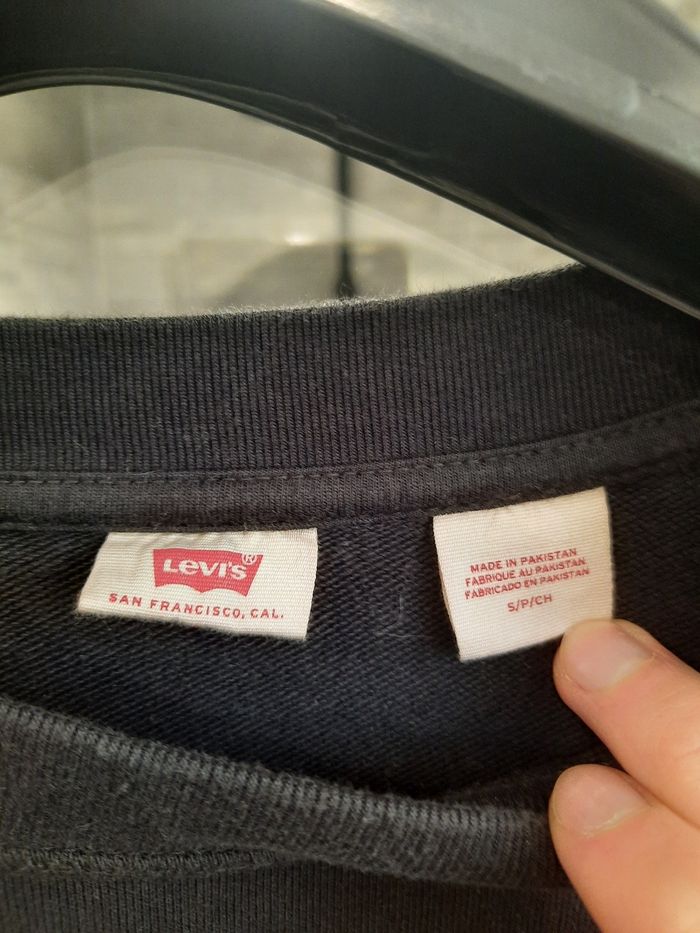 Levi's®
SAN FRANCISCO, CAL.
MADE IN PAKISTAN
FABRIQUE AU PAKISTAN
FABRICADO EN PAKISTAN
S/P/CH